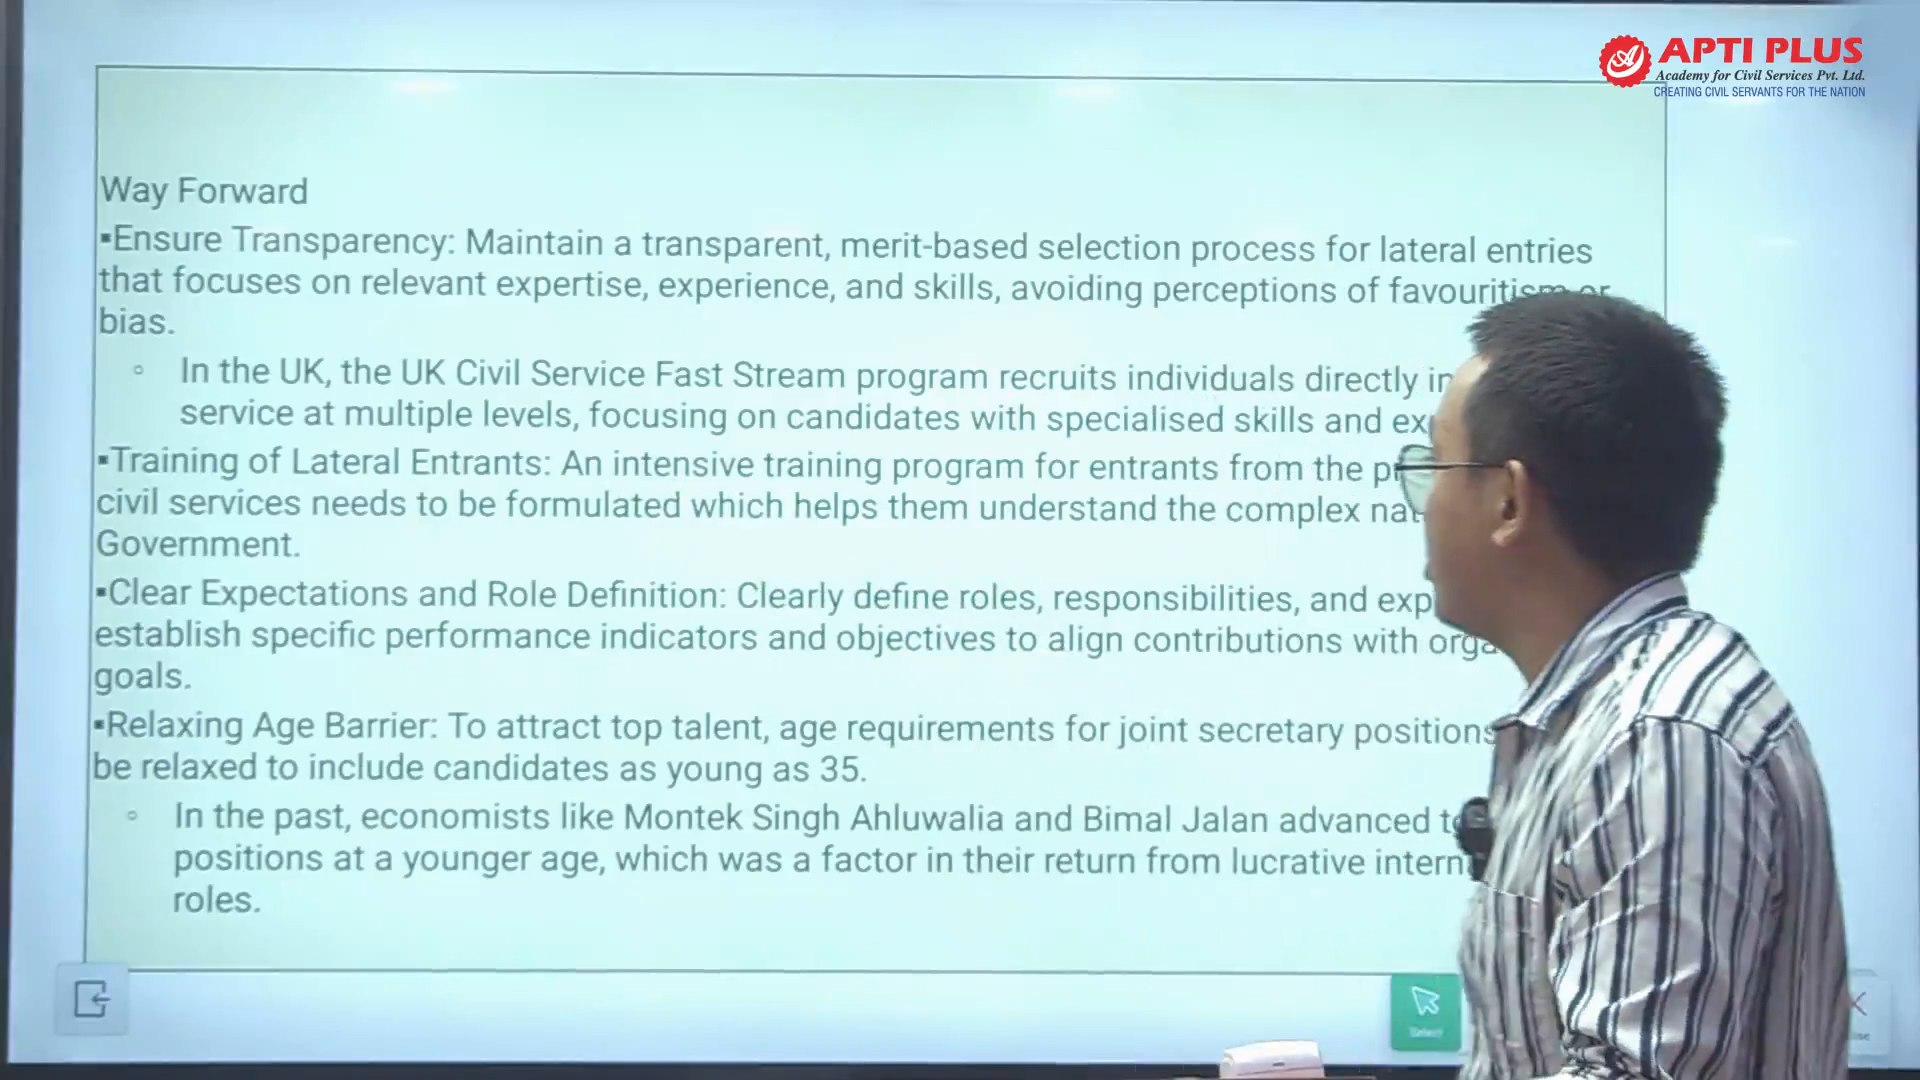 APTI PLUS
Academy for Civil Services Pvt. Ltd.
CREATING CIVIL SERVANTS FOR THE NATION
Way Forward
▪Ensure Transparency: Maintain a transparent, merit-based selection process for lateral entries
that focuses on relevant expertise, experience, and skills, avoiding perceptions of favouritism or
bias.
◦ In the UK, the UK Civil Service Fast Stream program recruits individuals directly
service at multiple levels, focusing on candidates with specialised skills and
▪Training of Lateral Entrants: An intensive training program for entrants from the
civil services needs to be formulated which helps them understand the complex
Government.
▪Clear Expectations and Role Definition: Clearly define roles, responsibilities, and
establish specific performance indicators and objectives to align contributions with
goals.
▪Relaxing Age Barrier: To attract top talent, age requirements for joint secretary positions
be relaxed to include candidates as young as 35.
◦ In the past, economists like Montek Singh Ahluwalia and Bimal Jalan advanced
positions at a younger age, which was a factor in their return from lucrative
roles.
Select